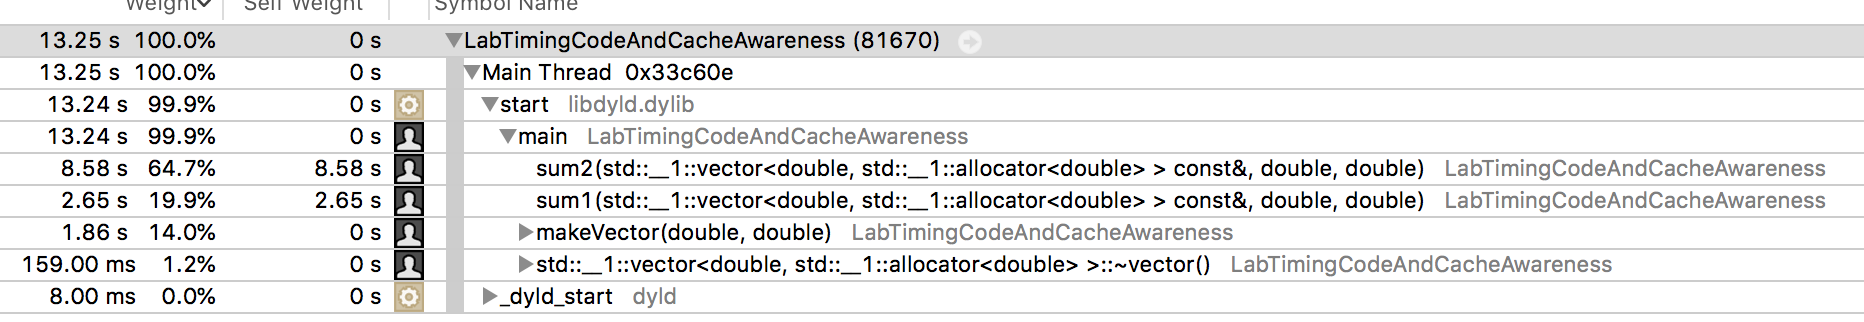 Weight Self Weight Symbol Name
13.25 s 100.0% 0 s LabTimingCodeAndCacheAwareness (81670)
13.25 s 100.0% 0 s Main Thread 0x33c60e
13.24 s 99.9% 0 s start libdyld.dylib
13.24 s 99.9% 0 s main LabTimingCodeAndCacheAwareness
8.58 s 64.7% 8.58 s sum2(std::__1::vector<double, std::__1::allocator<double> > const&, double, double) LabTimingCodeAndCacheAwareness
2.65 s 19.9% 2.65 s sum1(std::__1::vector<double, std::__1::allocator<double> > const&, double, double) LabTimingCodeAndCacheAwareness
1.86 s 14.0% 0 s makeVector(double, double) LabTimingCodeAndCacheAwareness
159.00 ms 1.2% 0 s std::__1::vector<double, std::__1::allocator<double> >::~vector() LabTimingCodeAndCacheAwareness
8.00 ms 0.0% 0 s _dyld_start dyld